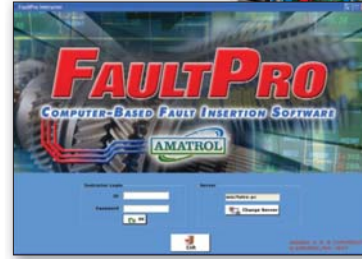 FaultPro Instructor
FAULTPRO
COMPUTER-BASED FAULT INSERTION SOFTWARE
AMATROL
Instructor Login
Server
ID
Password
OK
Change Server
Exit